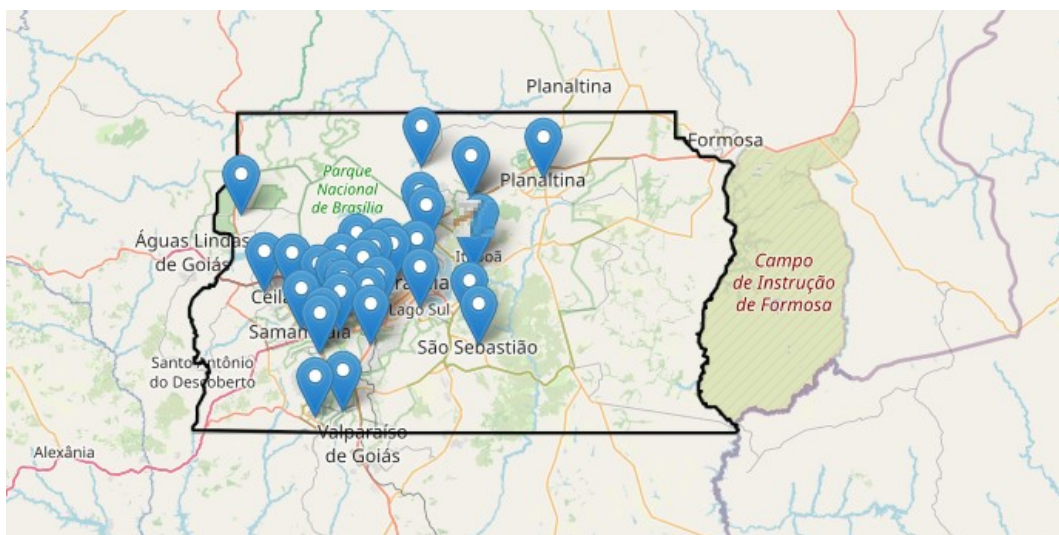 Planaltina
Formosa
Parque
Nacional
de Brasília
Planaltina
Águas Lindas
de Goiás
Campo
de Instrução
de Formosa
Lago Sul
São Sebastião
Santo Antônio
do Descoberto
Valparaíso
de Goiás
Alexânia